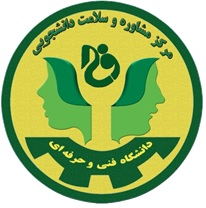 مرکز مشاوره و سلامت دانشجویی
دانشگاه فنی و حرفه‌ای